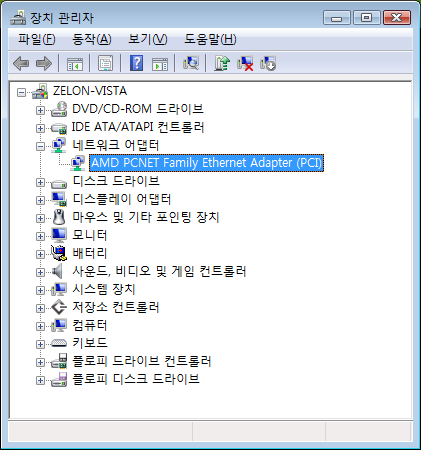 장치 관리자
파일(F) 동작(A) 보기(V) 도움말(H)
ZELON-VISTA
DVD/CD-ROM 드라이브
IDE ATA/ATAPI 컨트롤러
네트워크 어댑터
AMD PCNET Family Ethernet Adapter (PCI)
디스크 드라이브
디스플레이 어댑터
마우스 및 기타 포인팅 장치
모니터
배터리
사운드, 비디오 및 게임 컨트롤러
시스템 장치
저장소 컨트롤러
컴퓨터
키보드
플로피 드라이브 컨트롤러
플로피 디스크 드라이브